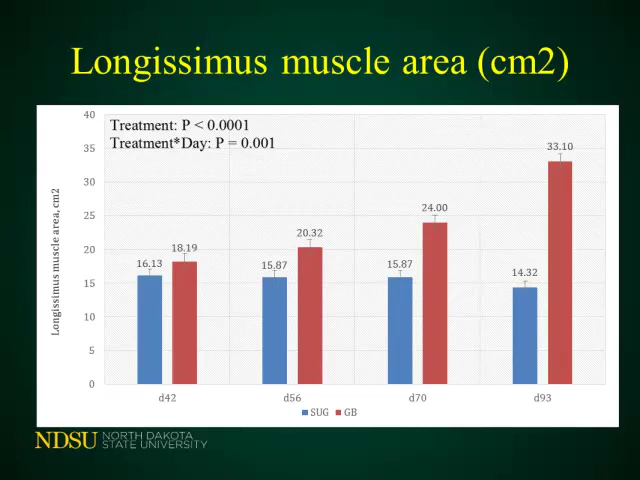 Longissimus muscle area (cm2)
Treatment: P < 0.0001
Treatment*Day: P = 0.001
Longissimus muscle area, cm2
40
35
30
25
20
15
10
5
0
16.13
18.19
15.87
20.32
15.87
24.00
14.32
33.10
d42 d56 d70 d93
SUG GB
NDSU NORTH DAKOTA
STATE UNIVERSITY